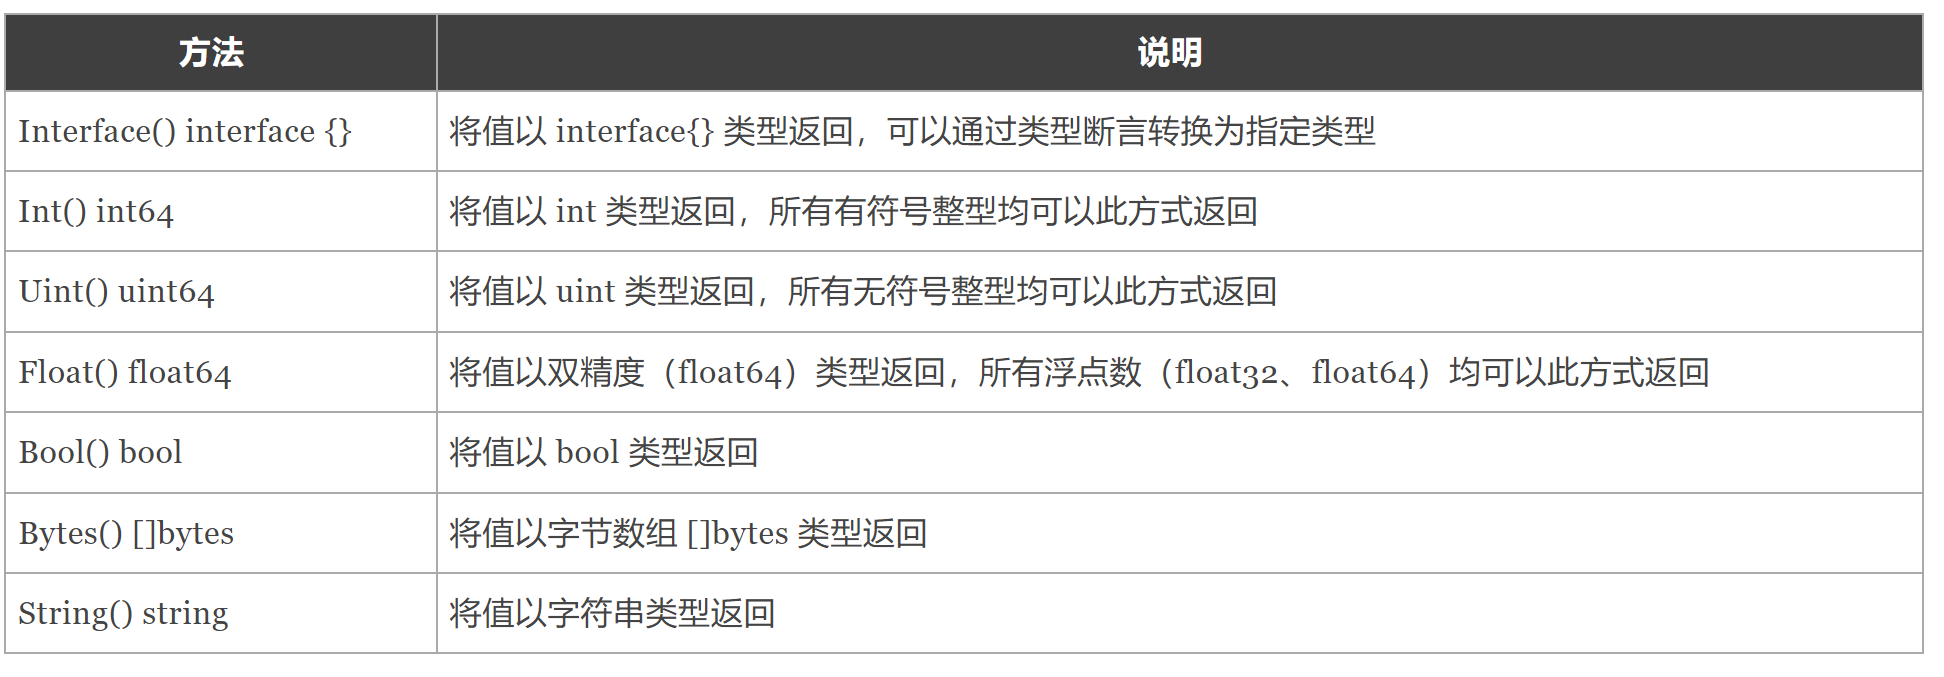 方法 说明
Interface() interface {} 将值以 interface{} 类型返回，可以通过类型断言转换为指定类型
Int() int64 将值以 int 类型返回，所有有符号整型均可以此方式返回
Uint() uint64 将值以 uint 类型返回，所有无符号整型均可以此方式返回
Float() float64 将值以双精度（float64）类型返回，所有浮点数（float32、float64）均可以此方式返回
Bool() bool 将值以 bool 类型返回
Bytes() []bytes 将值以字节数组 []bytes 类型返回
String() string 将值以字符串类型返回